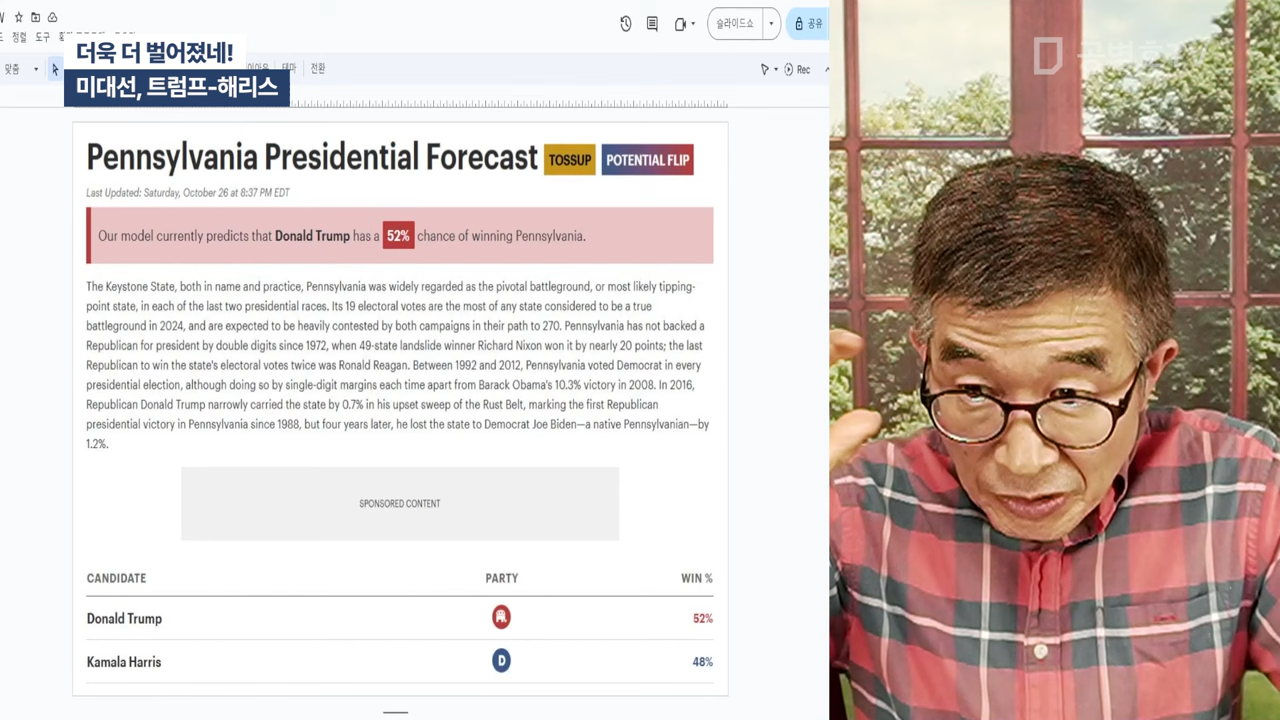 슬라이드쇼
공유
정렬 도구
더욱 더 벌어졌네!
맞춤
테마
전환
Rec
미대선, 트럼프-해리스
Pennsylvania Presidential Forecast TOSSUP POTENTIAL FLIP
Last Updated: Saturday, October 26 at 8:37 PM EDT
Our model currently predicts that Donald Trump has a 52% chance of winning Pennsylvania.
The Keystone State, both in name and practice, Pennsylvania was widely regarded as the pivotal battleground, or most likely tipping-
point state, in each of the last two presidential races. Its 19 electoral votes are the most of any state considered to be a true
battleground in 2024, and are expected to be heavily contested by both campaigns in their path to 270. Pennsylvania has not backed a
Republican for president by double digits since 1972, when 49-state landslide winner Richard Nixon won it by nearly 20 points; the last
Republican to win the state's electoral votes twice was Ronald Reagan. Between 1992 and 2012, Pennsylvania voted Democrat in every
presidential election, although doing so by single-digit margins each time apart from Barack Obama's 10.3% victory in 2008. In 2016,
Republican Donald Trump narrowly carried the state by 0.7% in his upset sweep of the Rust Belt, marking the first Republican
presidential victory in Pennsylvania since 1988, but four years later, he lost the state to Democrat Joe Biden—a native Pennsylvanian—by
1.2%.
SPONSORED CONTENT
CANDIDATE PARTY WIN %
Donald Trump 52%
Kamala Harris D 48%